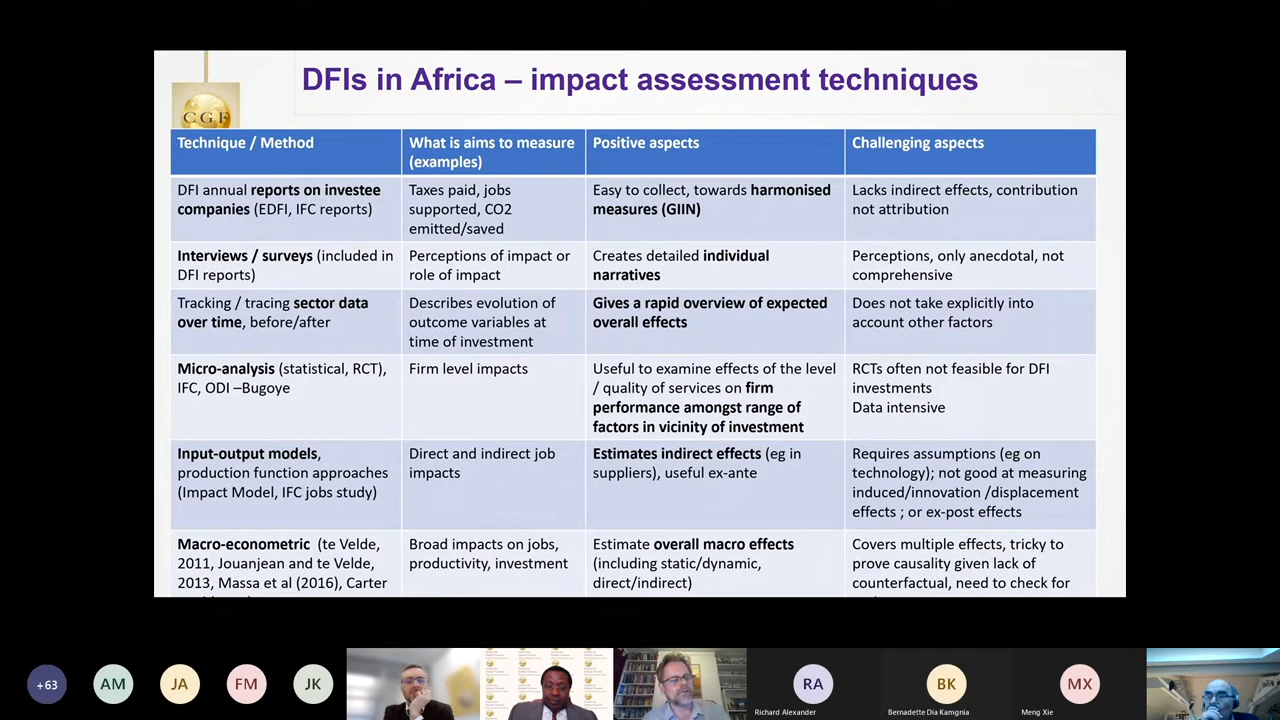 DFIs in Africa – impact assessment techniques
CGF
Technique / Method
What is aims to measure
(examples)
Positive aspects
Challenging aspects
DFI annual reports on investee
companies (EDFI, IFC reports)
Taxes paid, jobs
supported, CO2
emitted/saved
Easy to collect, towards harmonised
measures (GIIN)
Lacks indirect effects, contribution
not attribution
Interviews / surveys (included in
DFI reports)
Perceptions of impact or
role of impact
Creates detailed individual
narratives
Perceptions, only anecdotal, not
comprehensive
Tracking / tracing sector data
over time, before/after
Describes evolution of
outcome variables at
time of investment
Gives a rapid overview of expected
overall effects
Does not take explicitly into
account other factors
Micro-analysis (statistical, RCT),
IFC, ODI –Bugoye
Firm level impacts
Useful to examine effects of the level
/ quality of services on firm
performance amongst range of
factors in vicinity of investment
RCTs often not feasible for DFI
investments
Data intensive
Input-output models,
production function approaches
(Impact Model, IFC jobs study)
Direct and indirect job
impacts
Estimates indirect effects (eg in
suppliers), useful ex-ante
Requires assumptions (eg on
technology); not good at measuring
induced/innovation /displacement
effects ; or ex-post effects
Macro-econometric (te Velde,
2011, Jouanjean and te Velde,
2013, Massa et al (2016), Carter
Broad impacts on jobs,
productivity, investment
Estimate overall macro effects
(including static/dynamic,
direct/indirect)
Covers multiple effects, tricky to
prove causality given lack of
counterfactual, need to check for
+63
AM
JA
FM
JK
RA
Richard Alexander
BK
Bernadette Dia Kamgnia
MX
Meng Xie